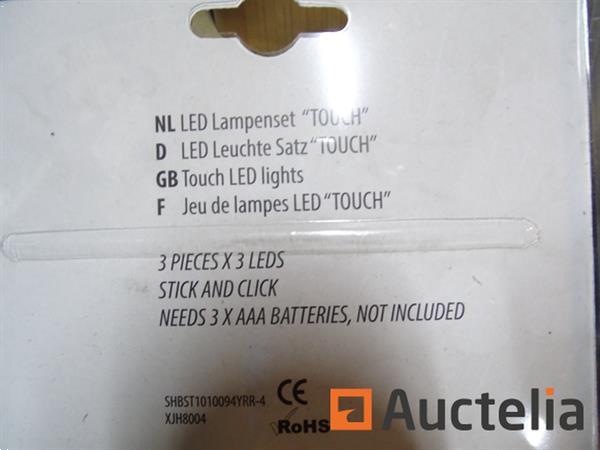 NL LED Lampenset "TOUCH"
D LED Leuchte Satz "TOUCH"
GB Touch LED lights
F Jeu de lampes LED "TOUCH"
3 PIECES X 3 LEDS
STICK AND CLICK
NEEDS 3 X AAA BATTERIES, NOT INCLUDED
SHBST1010094YRR-4
XJH8004
CE
RoHS
Auctelia